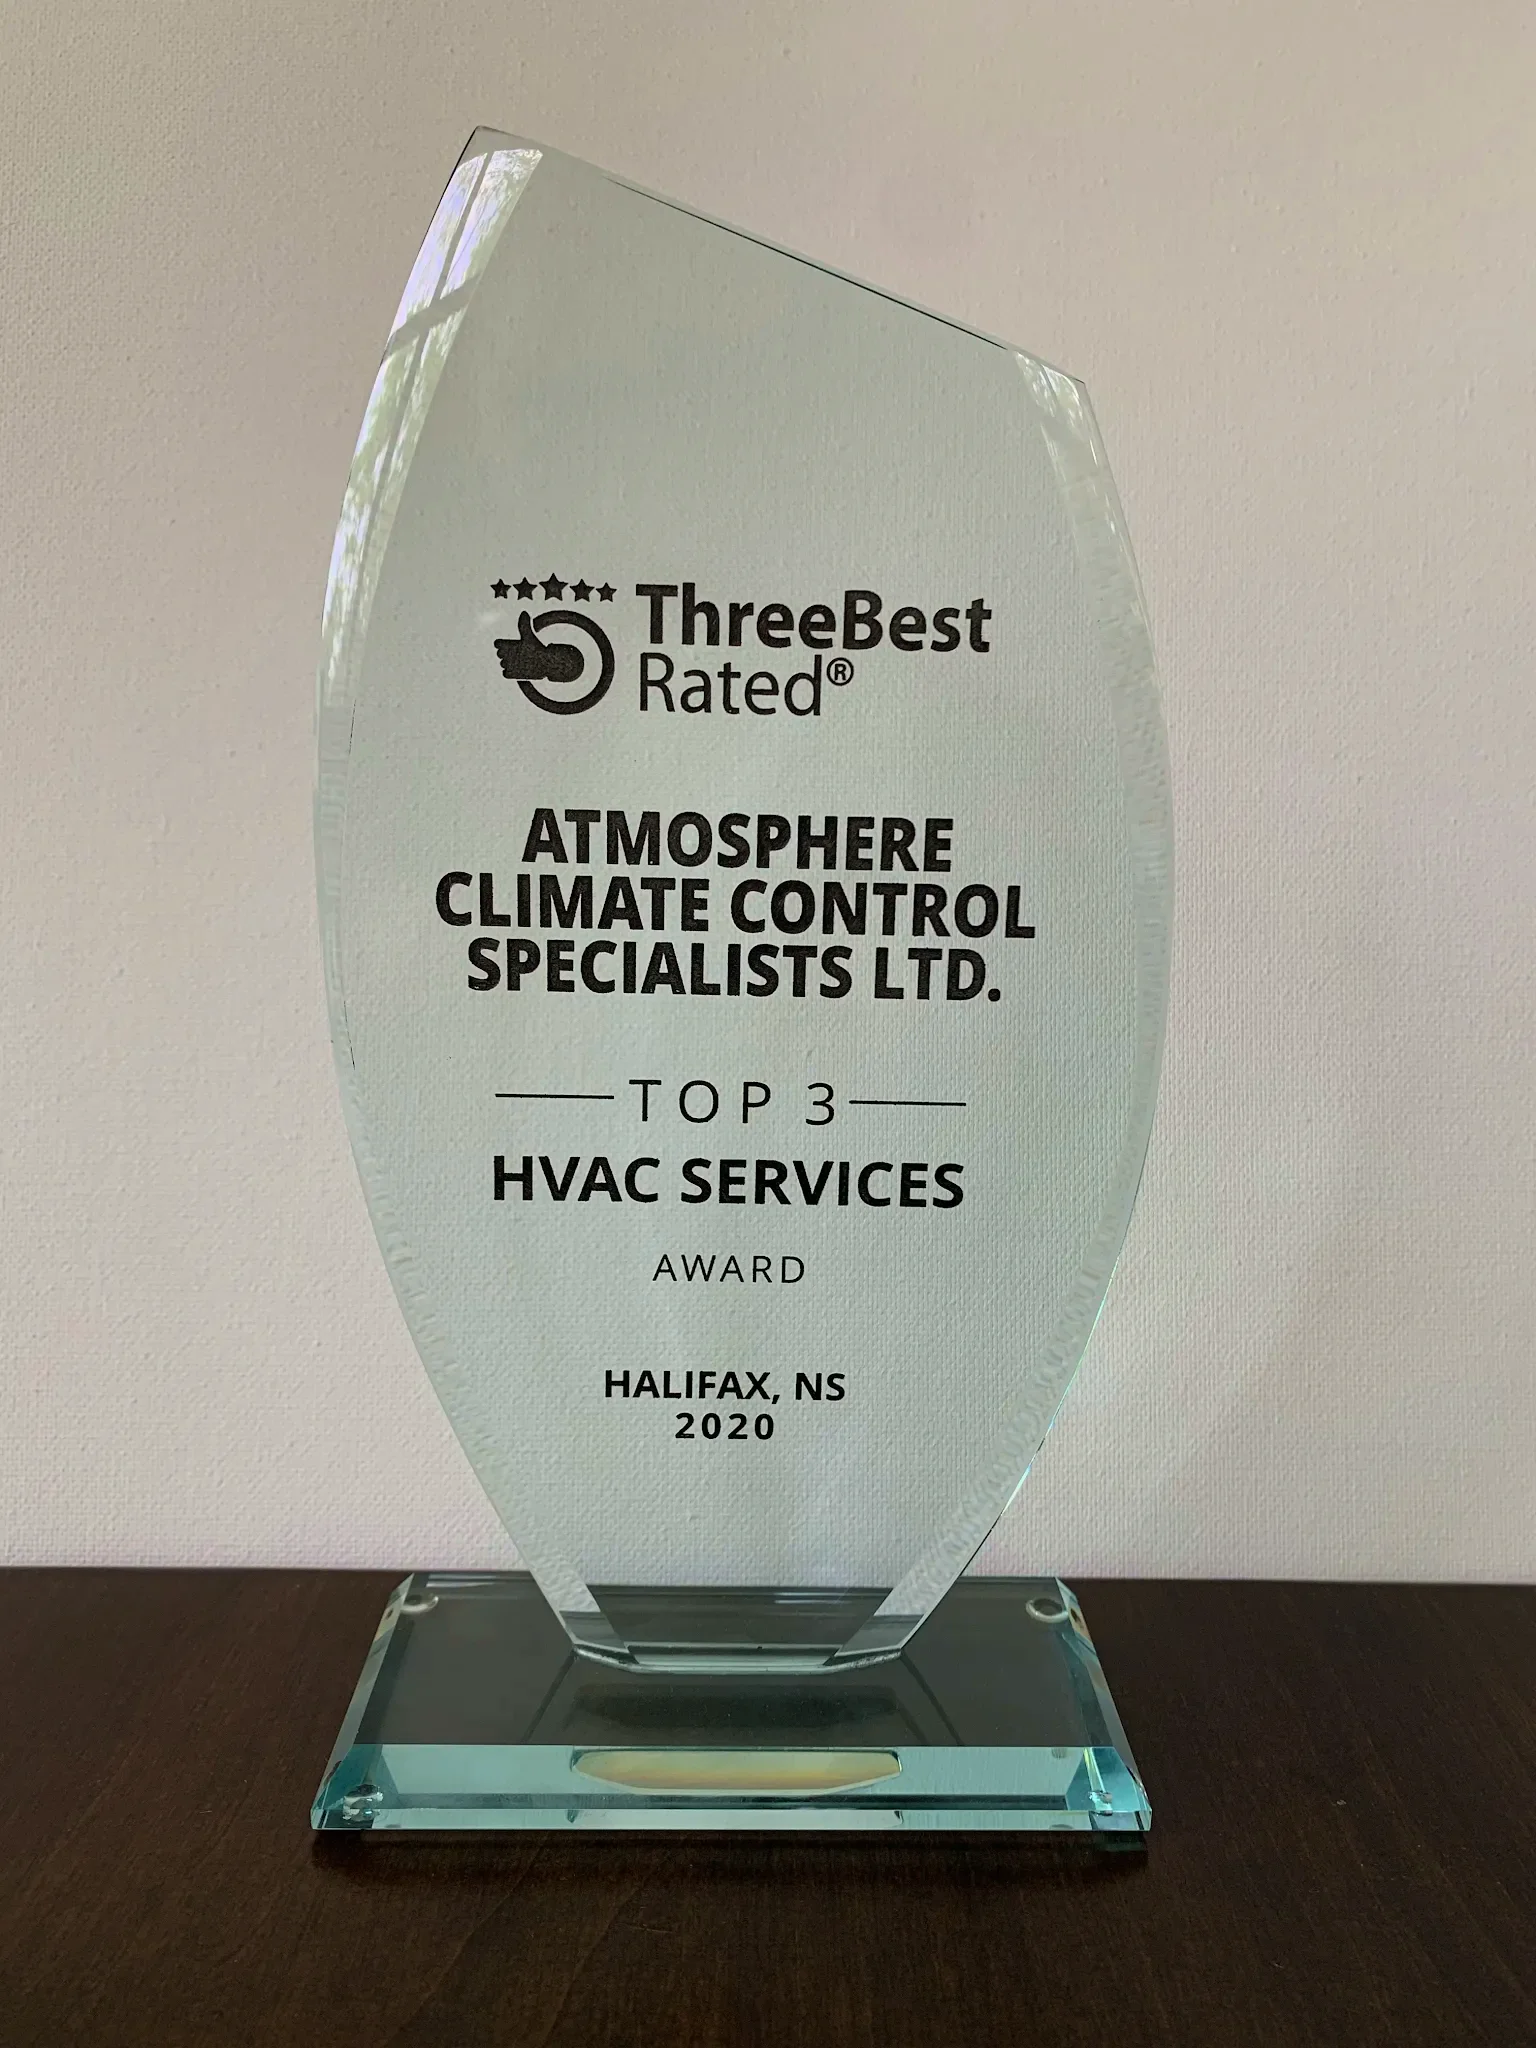 ThreeBest
Rated®
ATMOSPHERE
CLIMATE CONTROL
SPECIALISTS LTD.
TOP 3
HVAC SERVICES
AWARD
HALIFAX, NS
2020